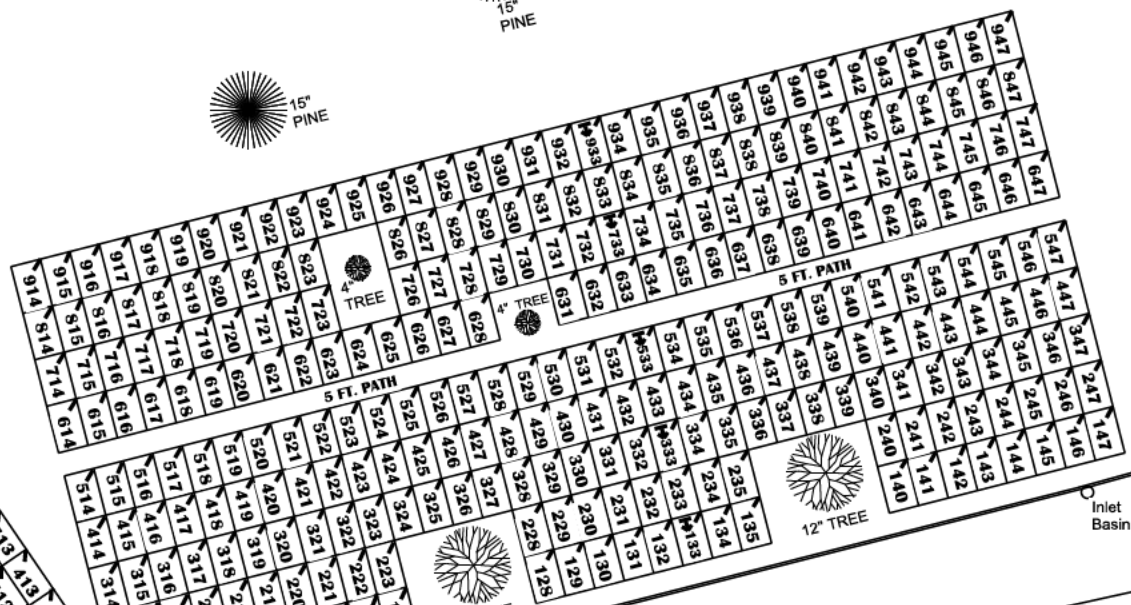 15"
PINE
15"
PINE
914 915 916 917 918 919 920 921 922 923 924 925 926 927 928 929 930 931 932 933 934 935 936 937 938 939 940 941 942 943 944 945 946 947
814 815 816 817 818 819 820 821 822 823 826 827 828 829 830 831 832 833 834 835 836 837 838 839 840 841 842 843 844 845 846 847
4"
TREE
714 715 716 717 718 719 720 721 722 723 726 727 728 729 730 731 732 733 734 735 736 737 738 739 740 741 742 743 744 745 746 747
4" TREE
614 615 616 617 618 619 620 621 622 623 624 625 626 627 628 631 632 633 634 635 636 637 638 639 640 641 642 643 644 645 646 647
5 FT. PATH
5 FT. PATH
514 515 516 517 518 519 520 521 522 523 524 525 526 527 528 529 530 531 532 533 534 535 536 537 538 539 540 541 542 543 544 545 546 547
414 415 416 417 418 419 420 421 422 423 424 425 426 427 428 429 430 431 432 433 434 435 436 437 438 439 440 441 442 443 444 445 446 447
314 315 316 317 318 319 320 321 322 323 324 325 326 327 328 329 330 331 332 333 334 335 336 337 338 339 340 341 342 343 344 345 346 347
221 222 223 228 229 230 231 232 233 234 235 240 241 242 243 244 245 246 247
128 129 130 131 132 133 134 135 140 141 142 143 144 145 146 147
12" TREE
Inlet
Basin
413